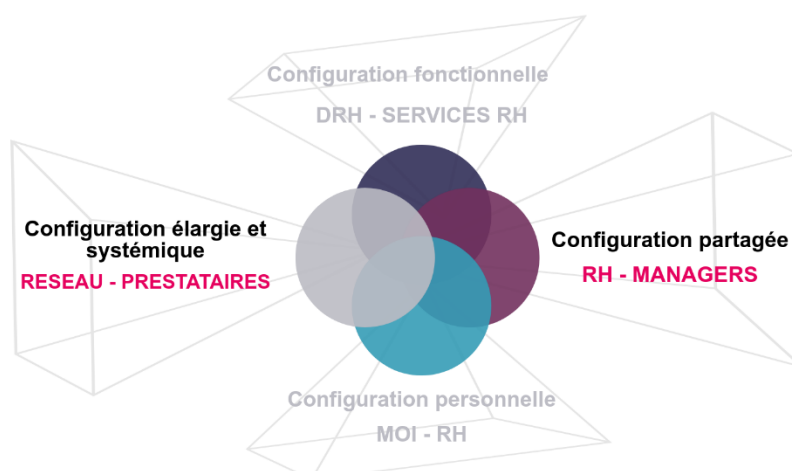 Configuration fonctionnelle
DRH - SERVICES RH
Configuration élargie et
systémique
RESEAU - PRESTATAIRES
Configuration partagée
RH - MANAGERS
Configuration personnelle
MOI - RH